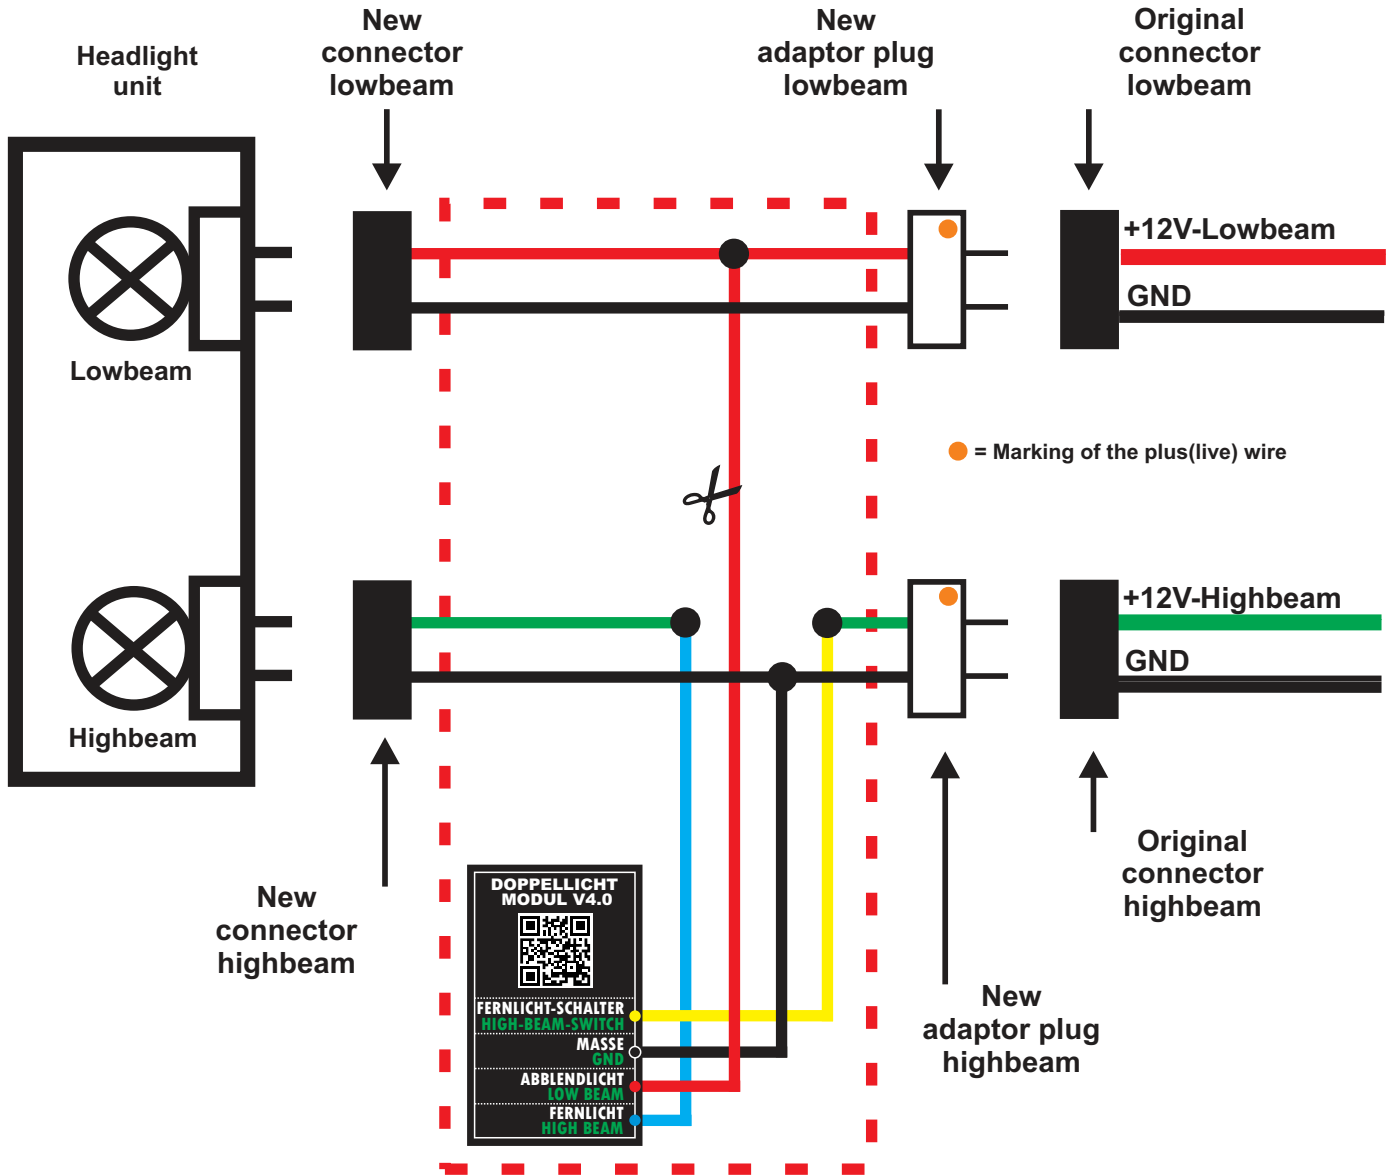 Headlight
unit
New
connector
lowbeam
New
adaptor plug
lowbeam
Original
connector
lowbeam
+12V-Lowbeam
GND
Lowbeam
= Marking of the plus(live) wire
+12V-Highbeam
GND
Highbeam
New
connector
highbeam
DOPPELLICHT
MODUL V4.0
FERNLICHT-SCHALTER
HIGH-BEAM-SWITCH
MASSE
GND
ABBLENDLICHT
LOW BEAM
FERNLICHT
HIGH BEAM
New
adaptor plug
highbeam
Original
connector
highbeam